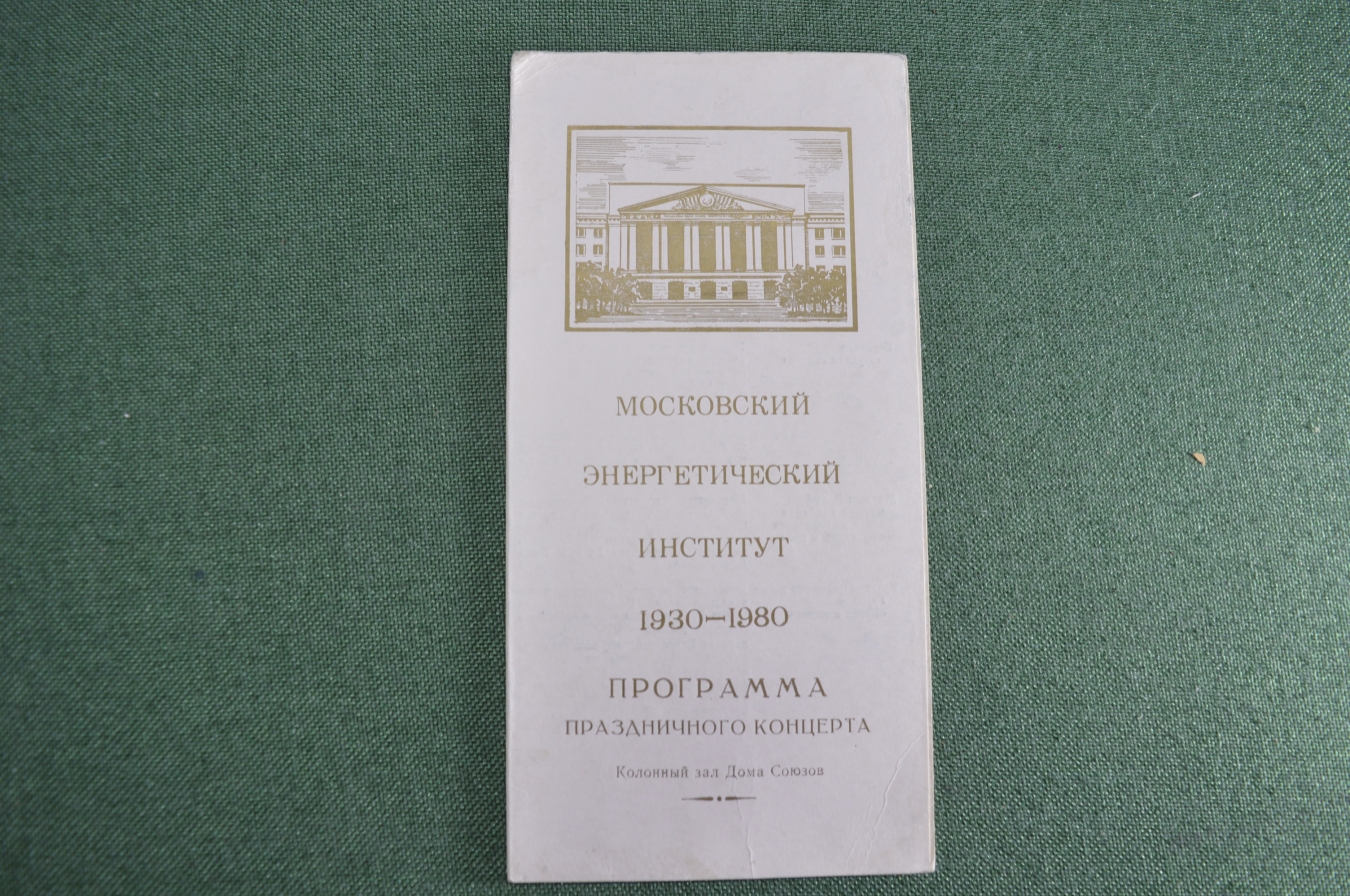 МОСКОВСКИЙ
ЭНЕРГЕТИЧЕСКИЙ
ИНСТИТУТ
1930—1980
ПРОГРАММА
ПРАЗДНИЧНОГО КОНЦЕРТА
Колонный зал Дома Союзов